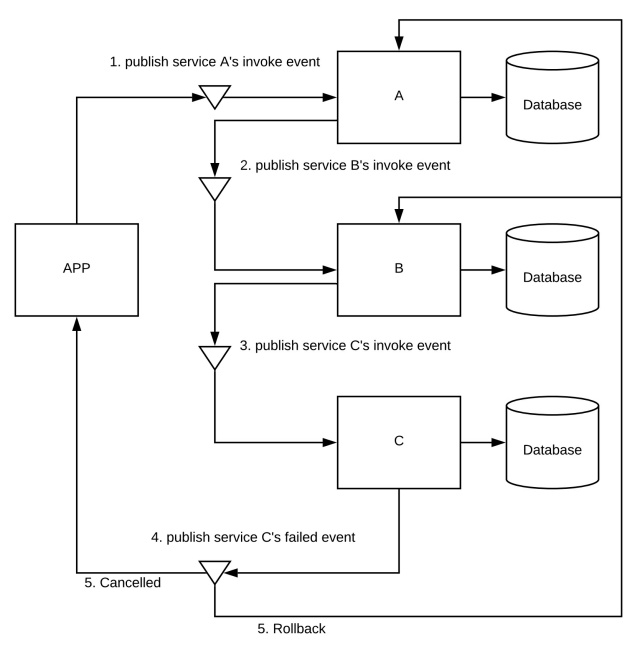 1. publish service A's invoke event
A
Database
2. publish service B's invoke event
APP
B
Database
3. publish service C's invoke event
C
Database
4. publish service C's failed event
5. Cancelled
5. Rollback